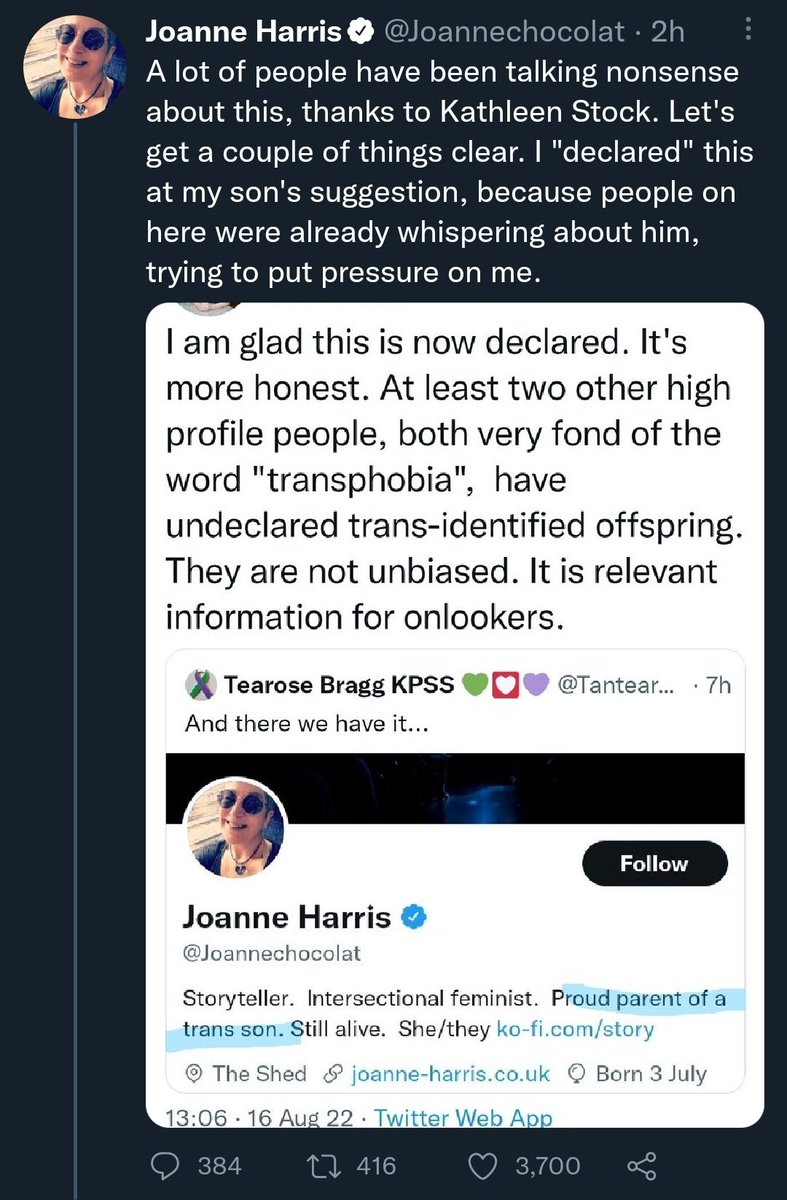 Joanne Harris @Joannechocolat · 2h
A lot of people have been talking nonsense
about this, thanks to Kathleen Stock. Let's
get a couple of things clear. I "declared" this
at my son's suggestion, because people on
here were already whispering about him,
trying to put pressure on me.
I am glad this is now declared. It's
more honest. At least two other high
profile people, both very fond of the
word "transphobia", have
undeclared trans-identified offspring.
They are not unbiased. It is relevant
information for onlookers.
Tearose Bragg KPSS 💚💟💜 @Tantear... · 7h
And there we have it...
Follow
Joanne Harris
@Joannechocolat
Storyteller. Intersectional feminist. Proud parent of a
trans son. Still alive. She/they ko-fi.com/story
The Shed joanne-harris.co.uk Born 3 July
13:06 · 16 Aug 22 · Twitter Web App
384 416 3,700